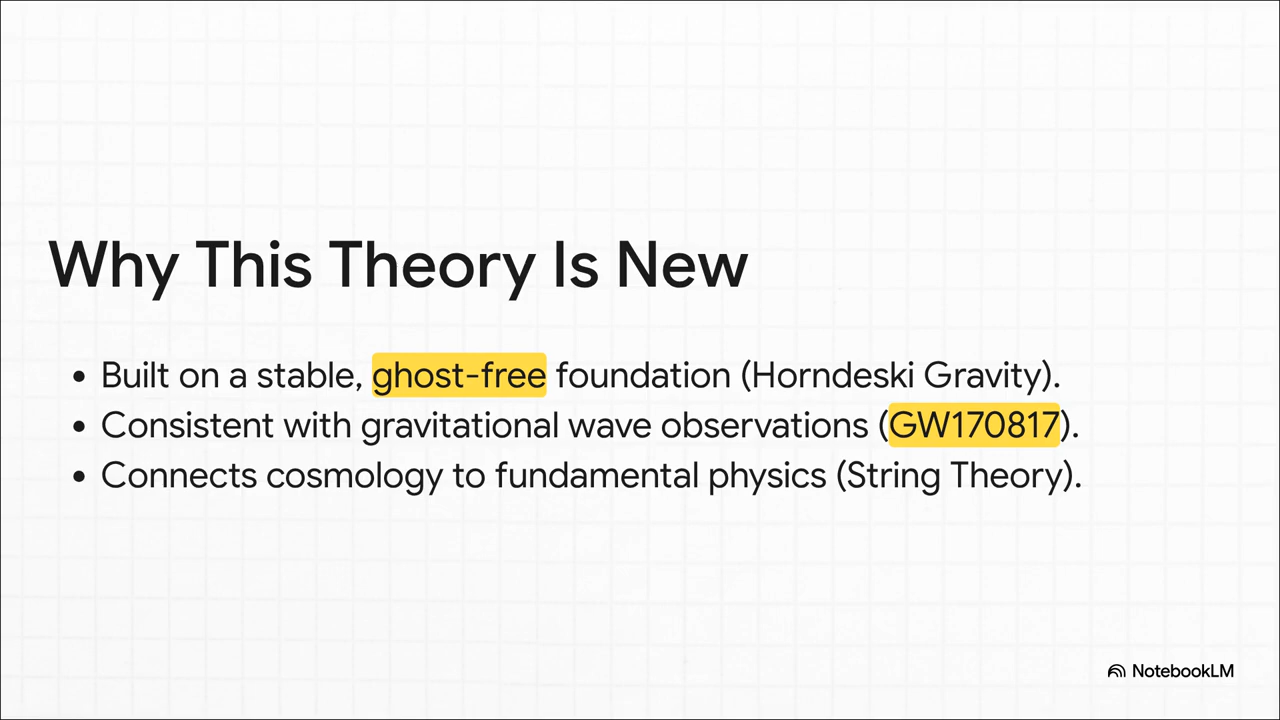 Why This Theory Is New
• Built on a stable, ghost-free foundation (Horndeski Gravity).
• Consistent with gravitational wave observations (GW170817).
• Connects cosmology to fundamental physics (String Theory).
NotebookLM